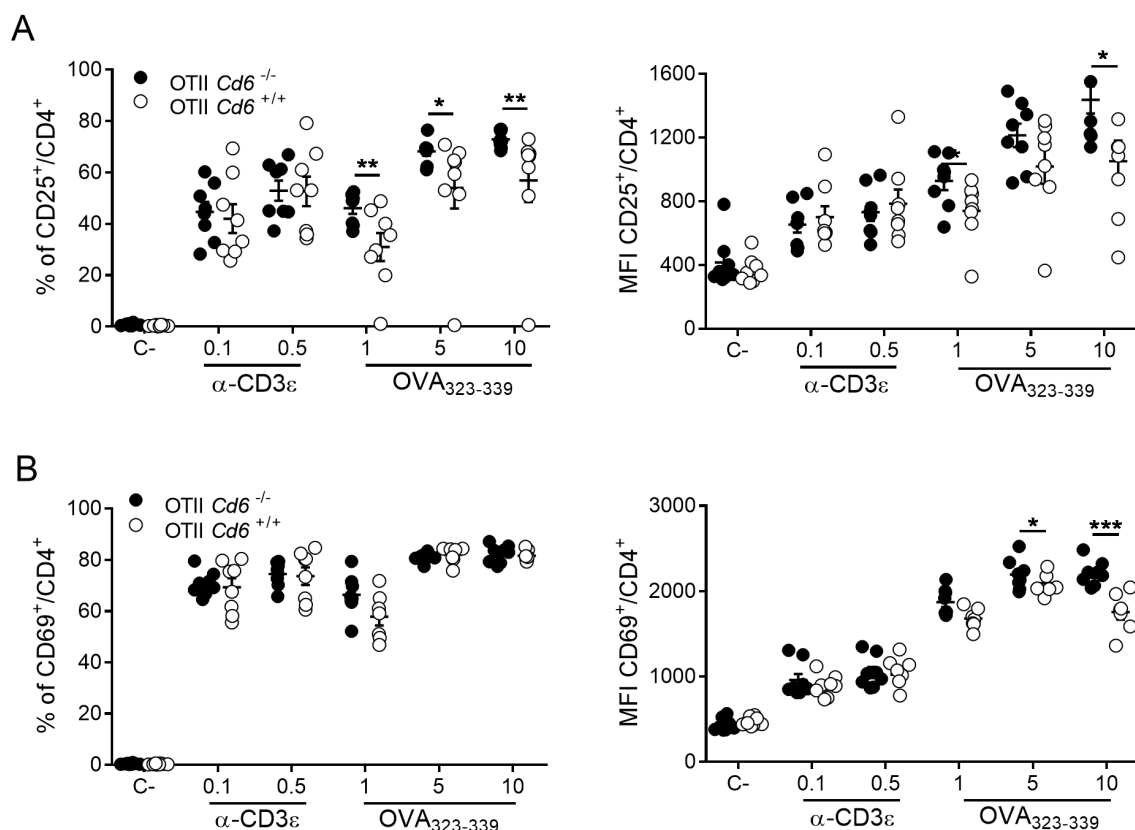 A
% of CD25⁺/CD4⁺
100
80
60
40
20
0
OTII Cd6 ⁻/⁻
OTII Cd6 ⁺/⁺
**
*
**
C- 0.1 0.5 1 5 10
α-CD3ε OVA₃₂₃₋₃₃₉
MFI CD25⁺/CD4⁺
1600
1200
800
400
0
*
*
C- 0.1 0.5 1 5 10
α-CD3ε OVA₃₂₃₋₃₃₉
B
% of CD69⁺/CD4⁺
100
80
60
40
20
0
OTII Cd6 ⁻/⁻
OTII Cd6 ⁺/⁺
C- 0.1 0.5 1 5 10
α-CD3ε OVA₃₂₃₋₃₃₉
MFI CD69⁺/CD4⁺
3000
2000
1000
0
*
***
C- 0.1 0.5 1 5 10
α-CD3ε OVA₃₂₃₋₃₃₉